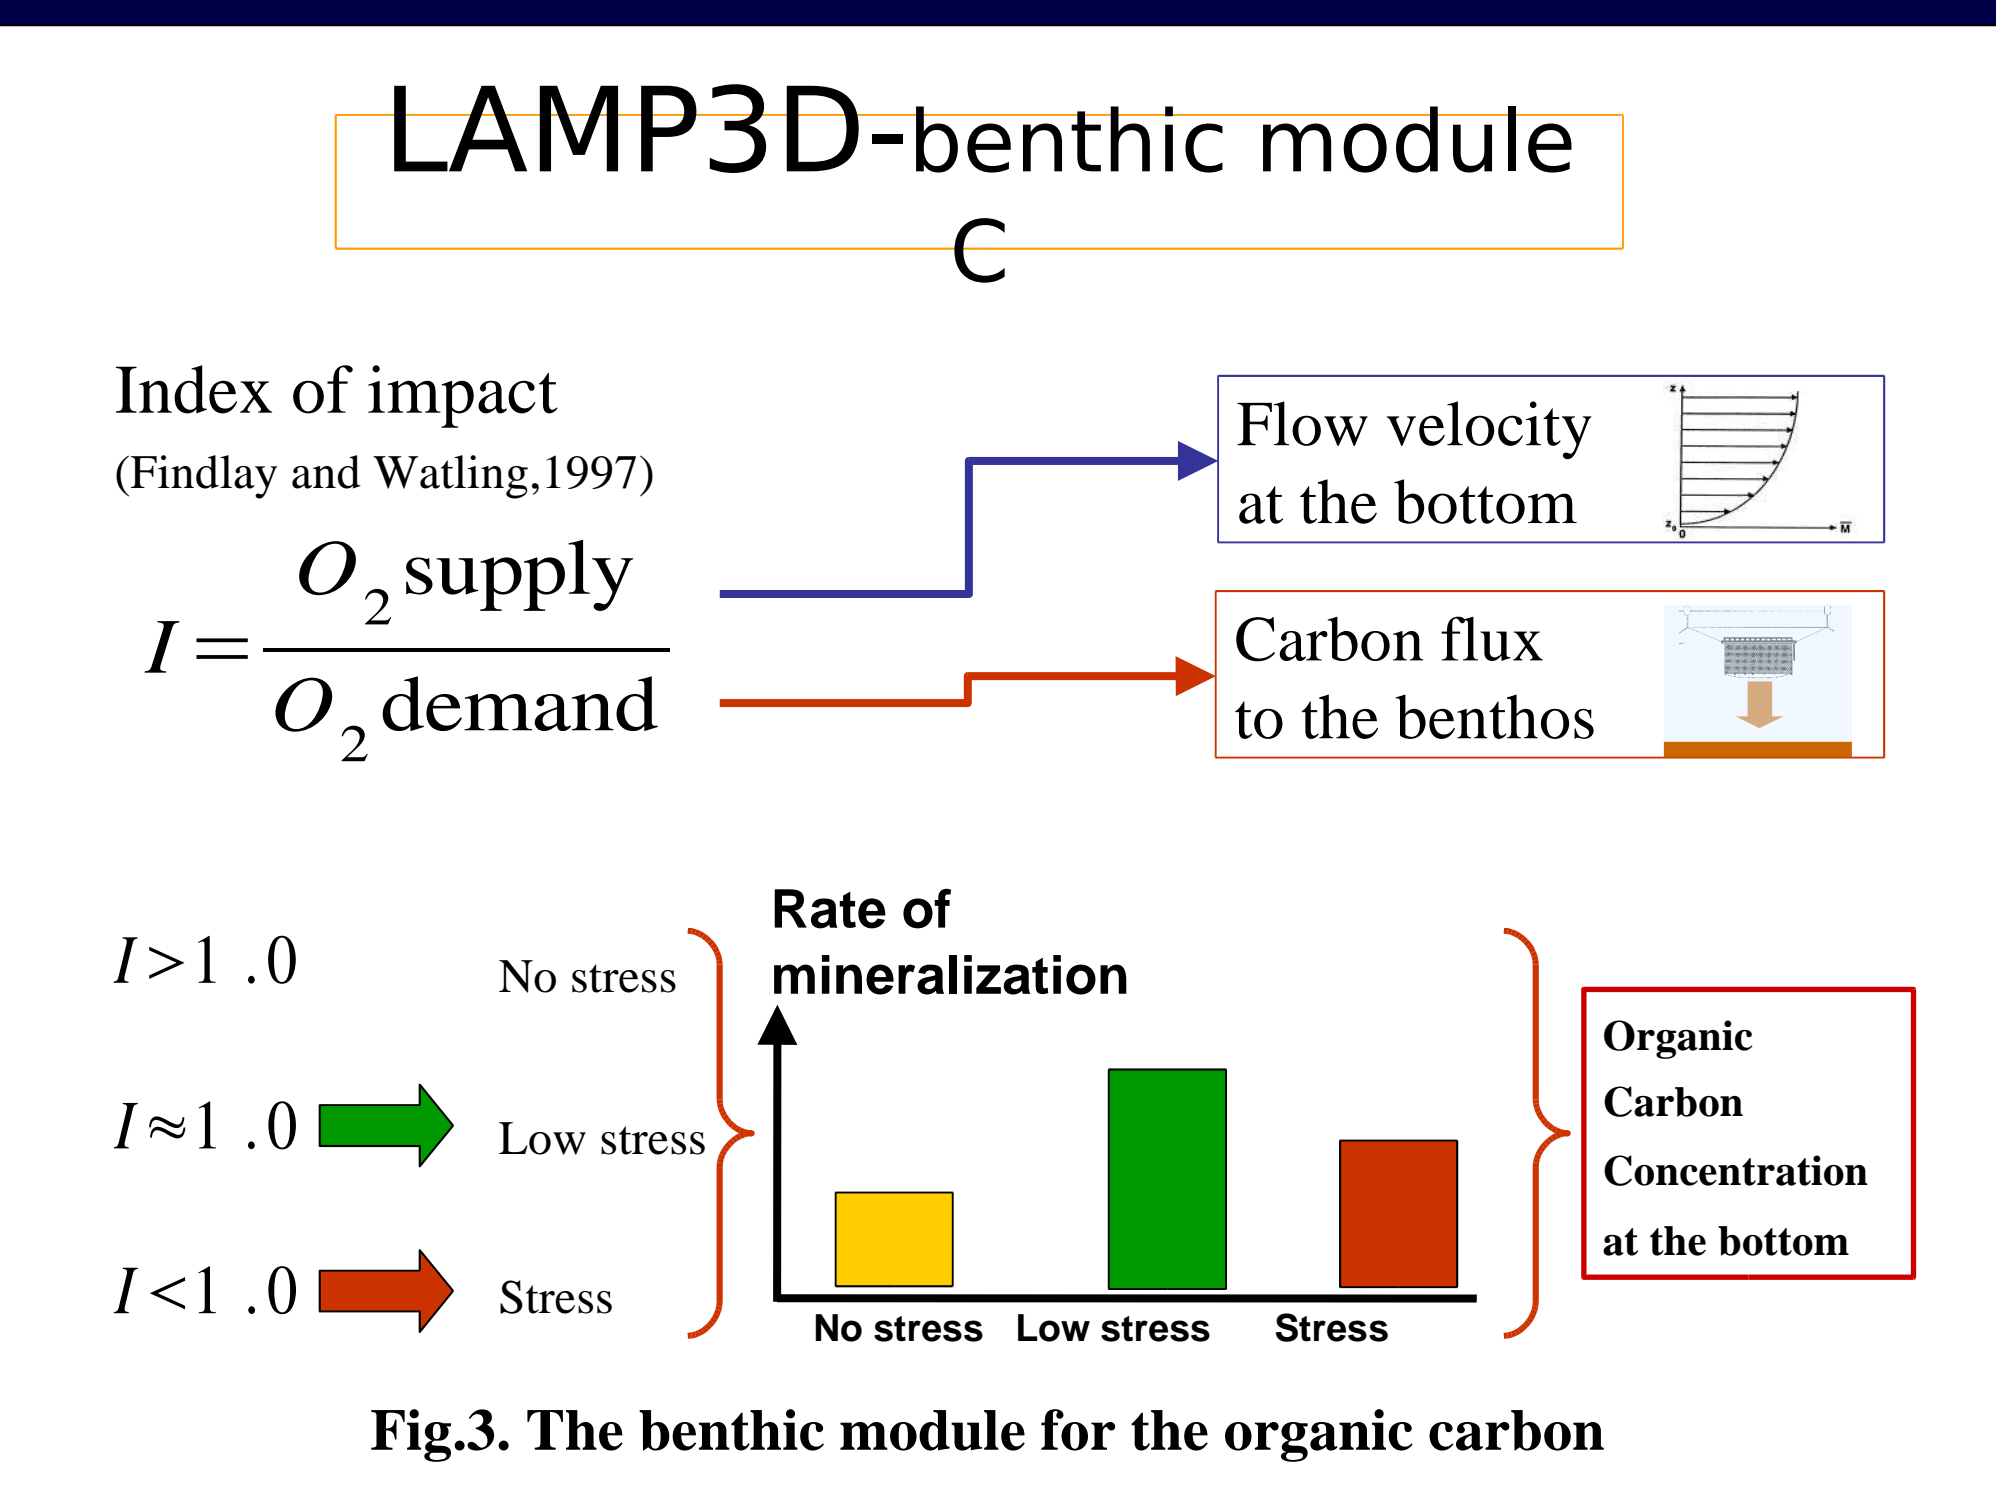 LAMP3D-benthic module
C
Index of impact
(Findlay and Watling,1997)
I = O2 supply / O2 demand
Flow velocity
at the bottom
z
z0
0
M
Carbon flux
to the benthos
I>1 .0
No stress
I≈1 .0
Low stress
I<1 .0
Stress
Rate of
mineralization
No stress
Low stress
Stress
Organic
Carbon
Concentration
at the bottom
Fig.3. The benthic module for the organic carbon